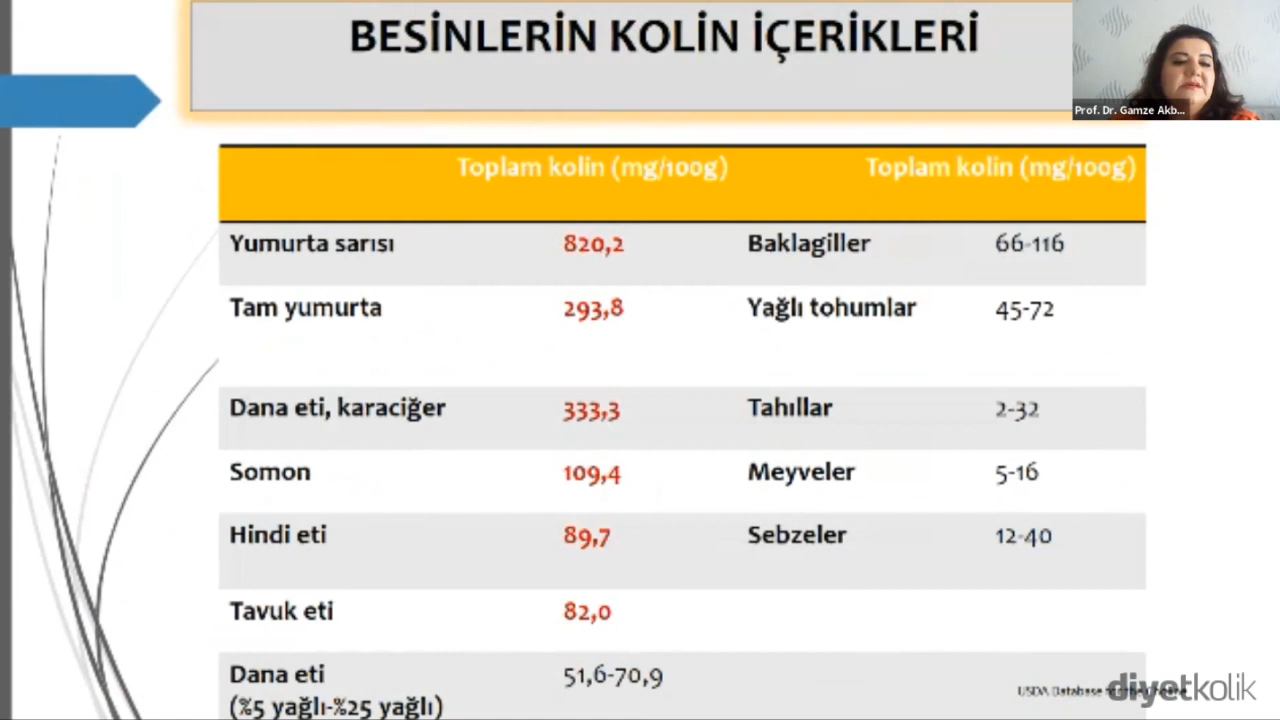 BESİNLERİN KOLİN İÇERİKLERİ
Prof. Dr. Gamze Akb...
Toplam kolin (mg/100g) Toplam kolin (mg/100g)
Yumurta sarısı 820,2 Baklagiller 66-116
Tam yumurta 293,8 Yağlı tohumlar 45-72
Dana eti, karaciğer 333,3 Tahıllar 2-32
Somon 109,4 Meyveler 5-16
Hindi eti 89,7 Sebzeler 12-40
Tavuk eti 82,0
Dana eti 51,6-70,9
(%5 yağlı-%25 yağlı)
USDA Database
diyetkolik